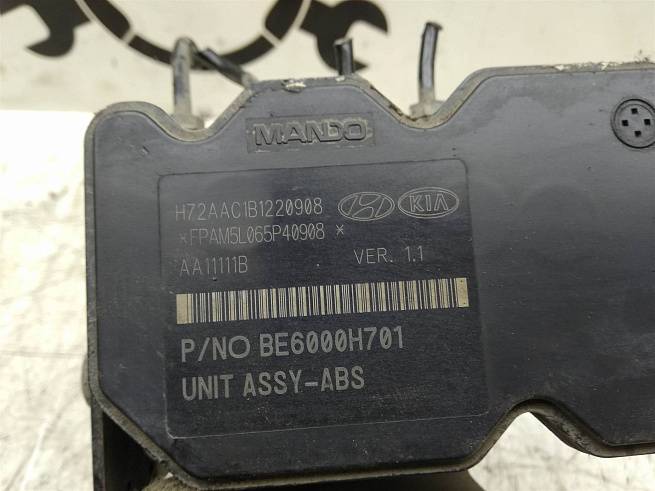 MANDO
H72AAC1B1220908
KIA
*FPAM5L065P40908 *
AA11111B VER. 1.1
P/NO BE6000H701
UNIT ASSY-ABS